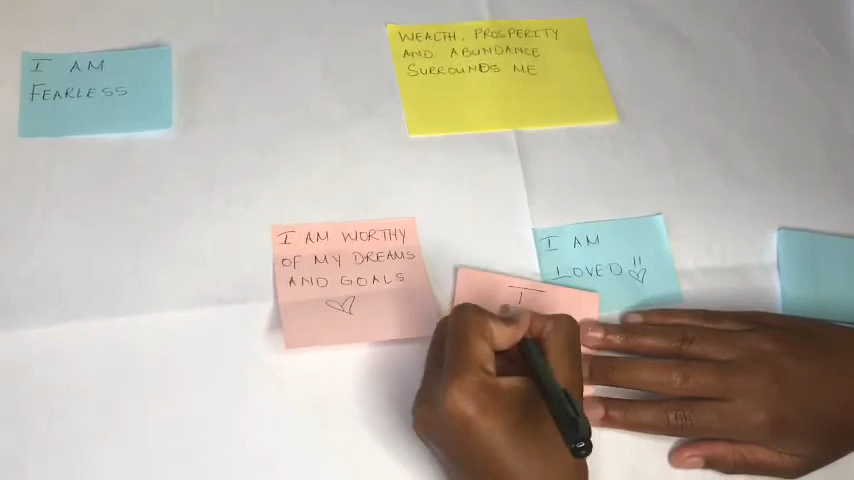 I AM
FEARLESS
WEALTH, PROSPERITY
AND ABUNDANCE
SURROUNDS ME
I AM WORTHY
OF MY DREAMS
AND GOALS
I AM
LOVED !!
I